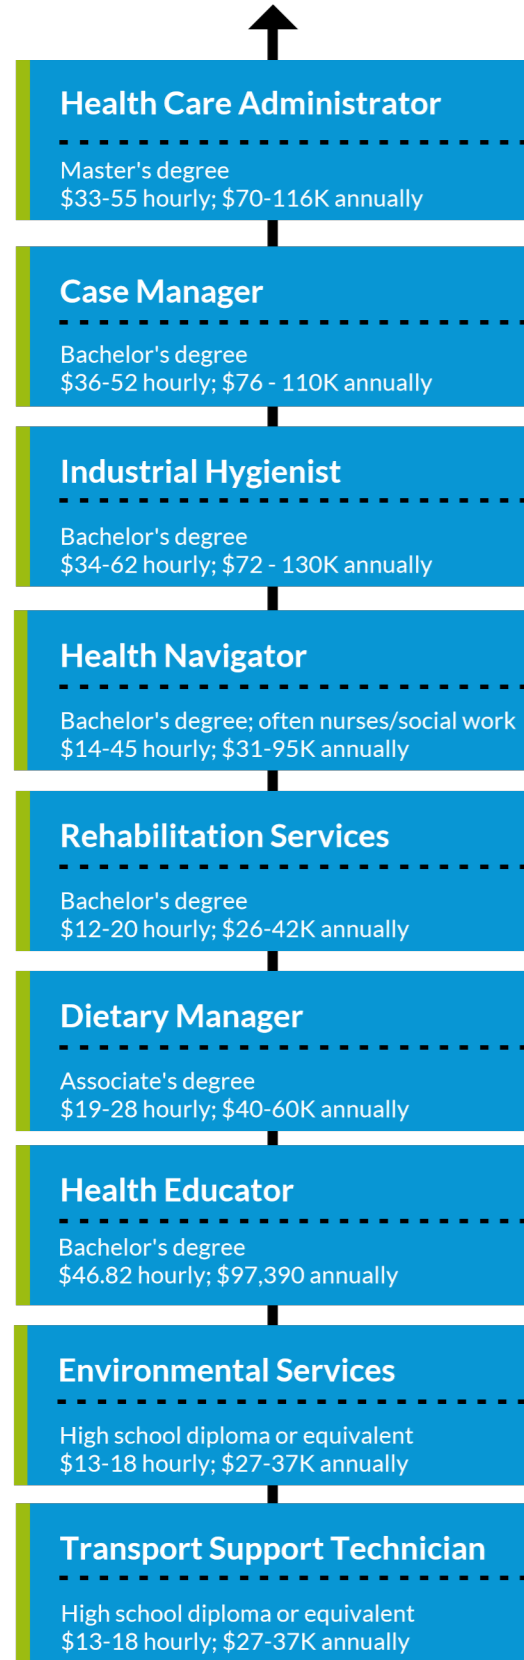 Health Care Administrator
Master's degree
$33-55 hourly; $70-116K annually
Case Manager
Bachelor's degree
$36-52 hourly; $76 - 110K annually
Industrial Hygienist
Bachelor's degree
$34-62 hourly; $72 - 130K annually
Health Navigator
Bachelor's degree; often nurses/social work
$14-45 hourly; $31-95K annually
Rehabilitation Services
Bachelor's degree
$12-20 hourly; $26-42K annually
Dietary Manager
Associate's degree
$19-28 hourly; $40-60K annually
Health Educator
Bachelor's degree
$46.82 hourly; $97,390 annually
Environmental Services
High school diploma or equivalent
$13-18 hourly; $27-37K annually
Transport Support Technician
High school diploma or equivalent
$13-18 hourly; $27-37K annually